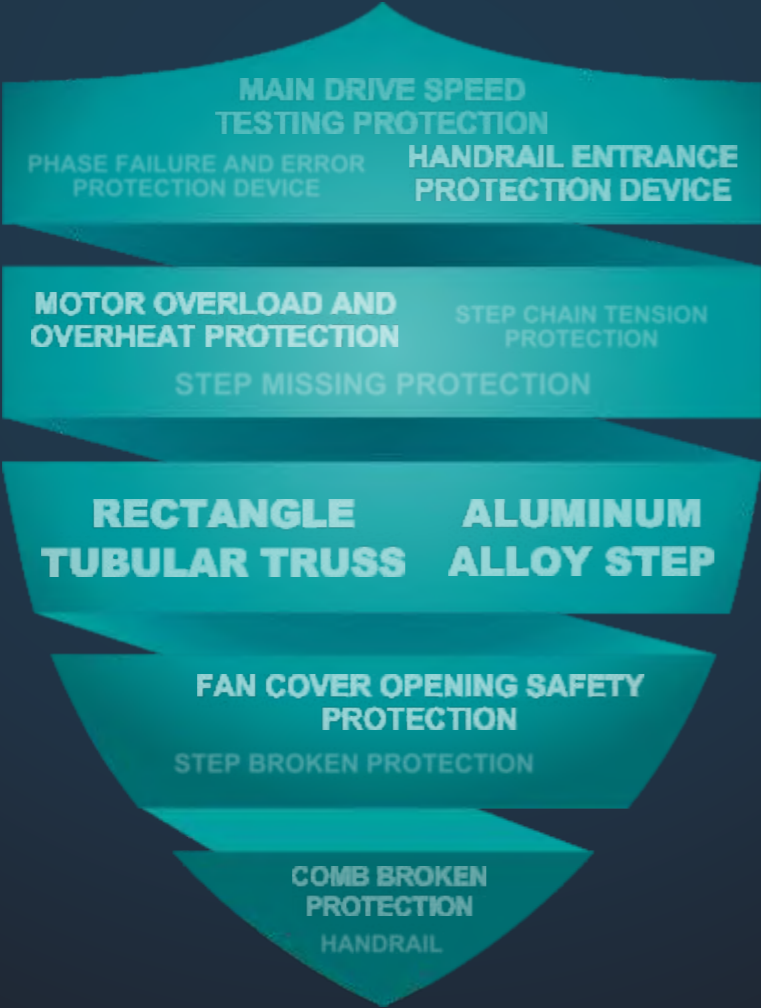 MAIN DRIVE SPEED
TESTING PROTECTION
PHASE FAILURE AND ERROR
PROTECTION DEVICE
HANDRAIL ENTRANCE
PROTECTION DEVICE
MOTOR OVERLOAD AND
OVERHEAT PROTECTION
STEP CHAIN TENSION
PROTECTION
STEP MISSING PROTECTION
RECTANGLE
TUBULAR TRUSS
ALUMINUM
ALLOY STEP
FAN COVER OPENING SAFETY
PROTECTION
STEP BROKEN PROTECTION
COMB BROKEN
PROTECTION
HANDRAIL